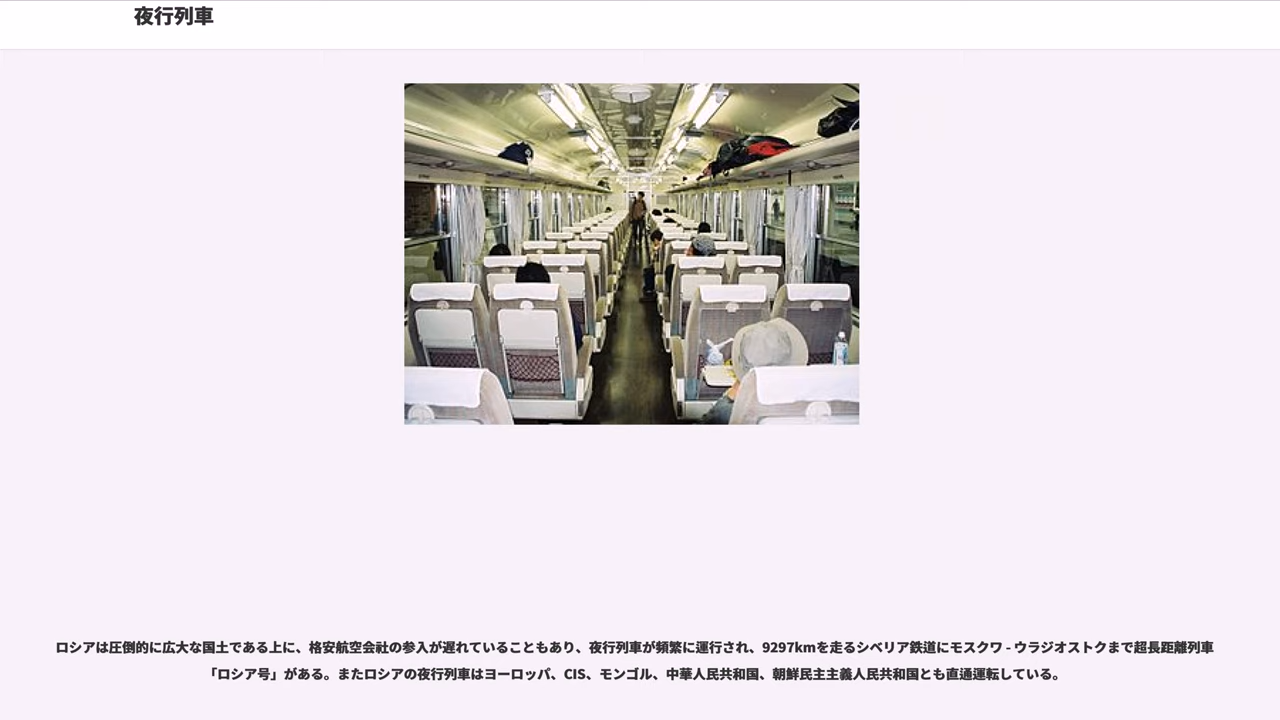 夜行列車
ロシアは圧倒的に広大な国土である上に、格安航空会社の参入が遅れていることもあり、夜行列車が頻繁に運行され、9297kmを走るシベリア鉄道にモスクワ - ウラジオストクまで超長距離列車
「ロシア号」がある。またロシアの夜行列車はヨーロッパ、CIS、モンゴル、中華人民共和国、朝鮮民主主義人民共和国とも直通運転している。